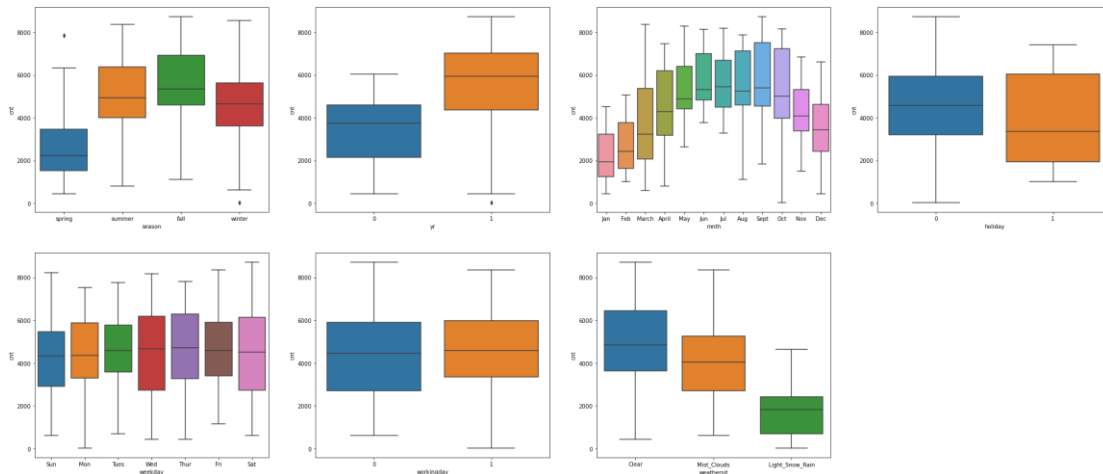 8000
6000
4000
2000
0
cnt
spring summer fall winter
season
8000
6000
4000
2000
0
cnt
0 1
yr
8000
6000
4000
2000
0
cnt
Jan Feb March April May Jun Jul Aug Sept Oct Nov Dec
mnth
8000
6000
4000
2000
0
cnt
0 1
holiday
8000
6000
4000
2000
0
cnt
Sun Mon Tues Wed Thur Fri Sat
weekday
8000
6000
4000
2000
0
cnt
0 1
workingday
8000
6000
4000
2000
0
cnt
Clear Mist_Clouds Light_Snow_Rain
weathersit